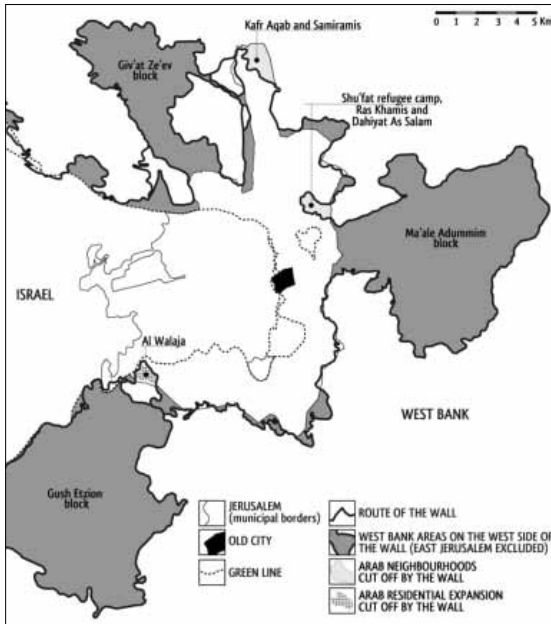 0 1 2 3 4 5 Km
Kafr Aqab and Samiramis
Giv'at Ze'ev
block
Shu'fat refugee camp,
Ras Khamis and
Dahiyat As Salam
Ma'ale Adummim
block
ISRAEL
Al Walaja
WEST BANK
Gush Etzion
block
JERUSALEM
(municipal borders)
OLD CITY
GREEN LINE
ROUTE OF THE WALL
WEST BANK AREAS ON THE WEST SIDE OF
THE WALL (EAST JERUSALEM EXCLUDED)
ARAB NEIGHBOURHOODS
CUT OFF BY THE WALL
ARAB RESIDENTIAL EXPANSION
CUT OFF BY THE WALL